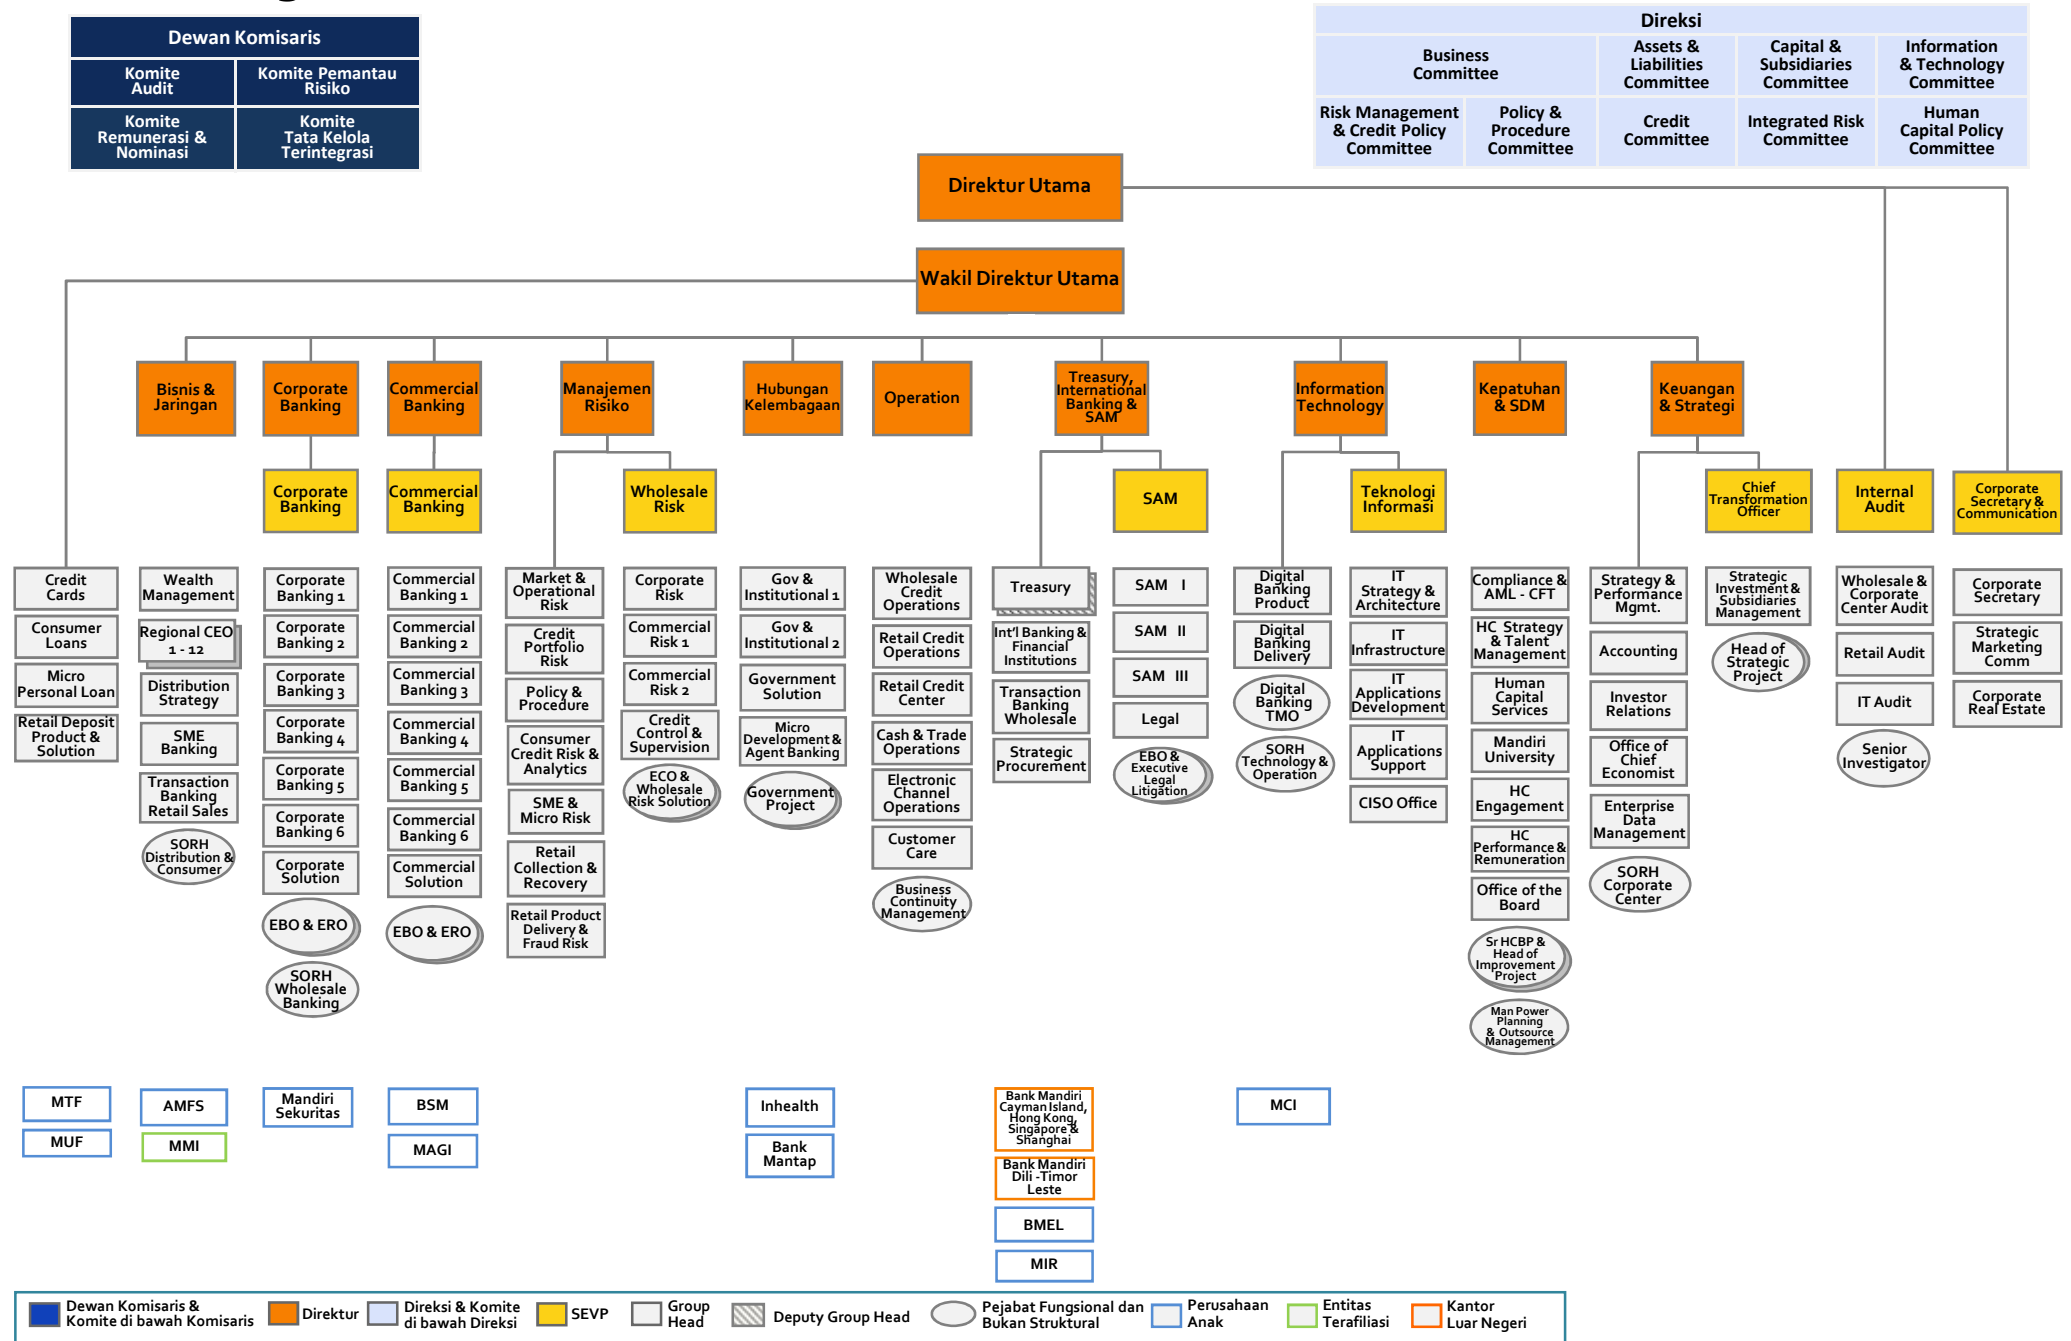 Dewan Komisaris
Komite
Audit
Komite Pemantau
Risiko
Komite
Remunerasi &
Nominasi
Komite
Tata Kelola
Terintegrasi
Direksi
Business
Committee
Assets &
Liabilities
Committee
Capital &
Subsidiaries
Committee
Information
& Technology
Committee
Risk Management
& Credit Policy
Committee
Policy &
Procedure
Committee
Credit
Committee
Integrated Risk
Committee
Human
Capital Policy
Committee
Direktur Utama
Wakil Direktur Utama
Bisnis &
Jaringan
Corporate
Banking
Commercial
Banking
Manajemen
Risiko
Hubungan
Kelembagaan
Operation
Treasury,
International
Banking &
SAM
Information
Technology
Kepatuhan
& SDM
Keuangan
& Strategi
Corporate
Banking
Commercial
Banking
Wholesale
Risk
SAM
Teknologi
Informasi
Chief
Transformation
Officer
Internal
Audit
Corporate
Secretary &
Communication
Credit
Cards
Consumer
Loans
Micro
Personal Loan
Retail Deposit
Product &
Solution
Wealth
Management
Regional CEO
1 - 12
Distribution
Strategy
SME
Banking
Transaction
Banking
Retail Sales
SORH
Distribution &
Consumer
Corporate
Banking 1
Corporate
Banking 2
Corporate
Banking 3
Corporate
Banking 4
Corporate
Banking 5
Corporate
Banking 6
Corporate
Solution
EBO & ERO
SORH
Wholesale
Banking
Commercial
Banking 1
Commercial
Banking 2
Commercial
Banking 3
Commercial
Banking 4
Commercial
Banking 5
Commercial
Banking 6
Commercial
Solution
EBO & ERO
Market &
Operational
Risk
Credit
Portfolio
Risk
Policy &
Procedure
Consumer
Credit Risk &
Analytics
SME &
Micro Risk
Retail
Collection &
Recovery
Retail Product
Delivery &
Fraud Risk
Corporate
Risk
Commercial
Risk 1
Commercial
Risk 2
Credit
Control &
Supervision
ECO &
Wholesale
Risk Solution
Gov &
Institutional 1
Gov &
Institutional 2
Government
Solution
Micro
Development &
Agent Banking
Government
Project
Wholesale
Credit
Operations
Retail Credit
Operations
Retail Credit
Center
Cash & Trade
Operations
Electronic
Channel
Operations
Customer
Care
Business
Continuity
Management
Treasury
Int'l Banking &
Financial
Institutions
Transaction
Banking
Wholesale
Strategic
Procurement
SAM I
SAM II
SAM III
Legal
EBO &
Executive
Legal
Litigation
Digital
Banking
Product
Digital
Banking
Delivery
Digital
Banking
TMO
SORH
Technology &
Operation
IT
Strategy &
Architecture
IT
Infrastructure
IT
Applications
Development
IT
Applications
Support
CISO Office
Compliance &
AML - CFT
HC Strategy
& Talent
Management
Human
Capital
Services
Mandiri
University
HC
Engagement
HC
Performance &
Remuneration
Office of the
Board
Sr HCBP &
Head of
Improvement
Project
Man Power
Planning
& Outsource
Management
Strategy &
Performance
Mgmt.
Accounting
Investor
Relations
Office of
Chief
Economist
Enterprise
Data
Management
SORH
Corporate
Center
Strategic
Investment &
Subsidiaries
Management
Head of
Strategic
Project
Wholesale &
Corporate
Center Audit
Retail Audit
IT Audit
Senior
Investigator
Corporate
Secretary
Strategic
Marketing
Comm
Corporate
Real Estate
MTF
MUF
AMFS
MMI
Mandiri
Sekuritas
BSM
MAGI
Inhealth
Bank
Mantap
Bank Mandiri
Cayman Island,
Hong Kong,
Singapore &
Shanghai
Bank Mandiri
Dili -Timor
Leste
BMEL
MIR
MCI
Dewan Komisaris &
Komite di bawah Komisaris
Direktur
Direksi & Komite
di bawah Direksi
SEVP
Group
Head
Deputy Group Head
Pejabat Fungsional dan
Bukan Struktural
Perusahaan
Anak
Entitas
Terafiliasi
Kantor
Luar Negeri